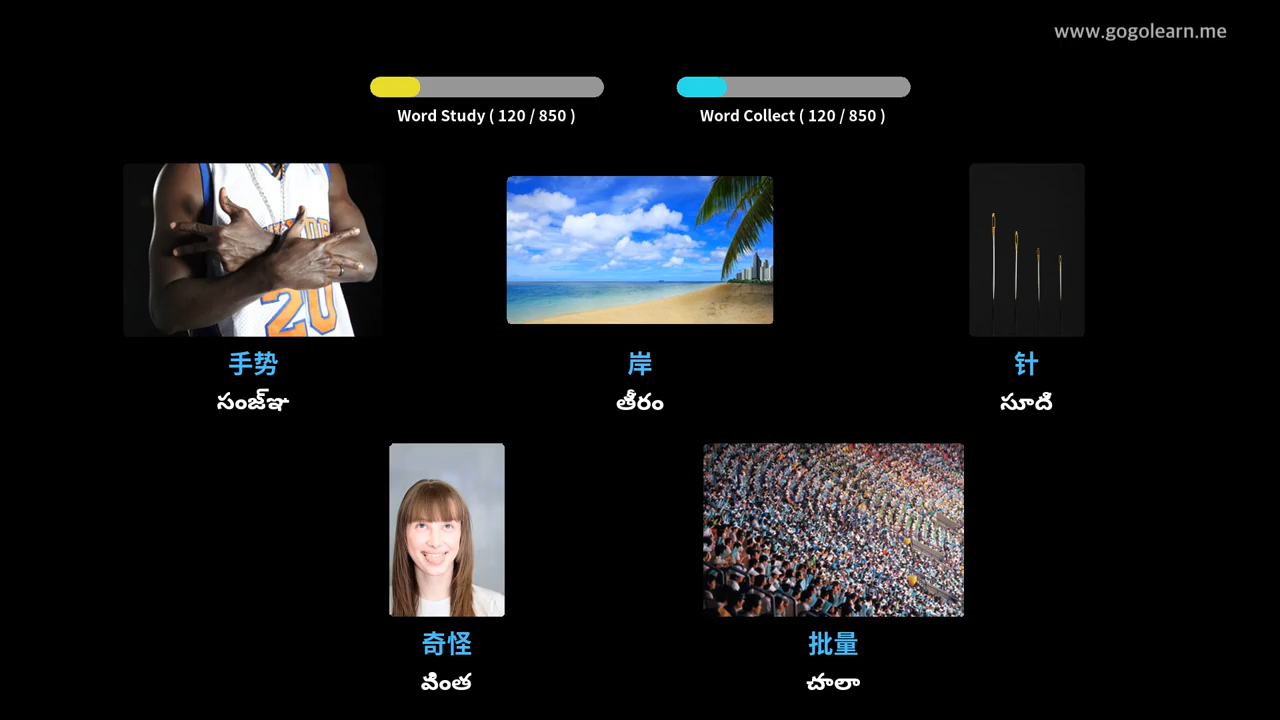 www.gogolearn.me
Word Study ( 120 / 850 )
Word Collect ( 120 / 850 )
20
手势
సంజ్ఞ
岸
తీరం
针
సూది
奇怪
వింత
批量
చాలా